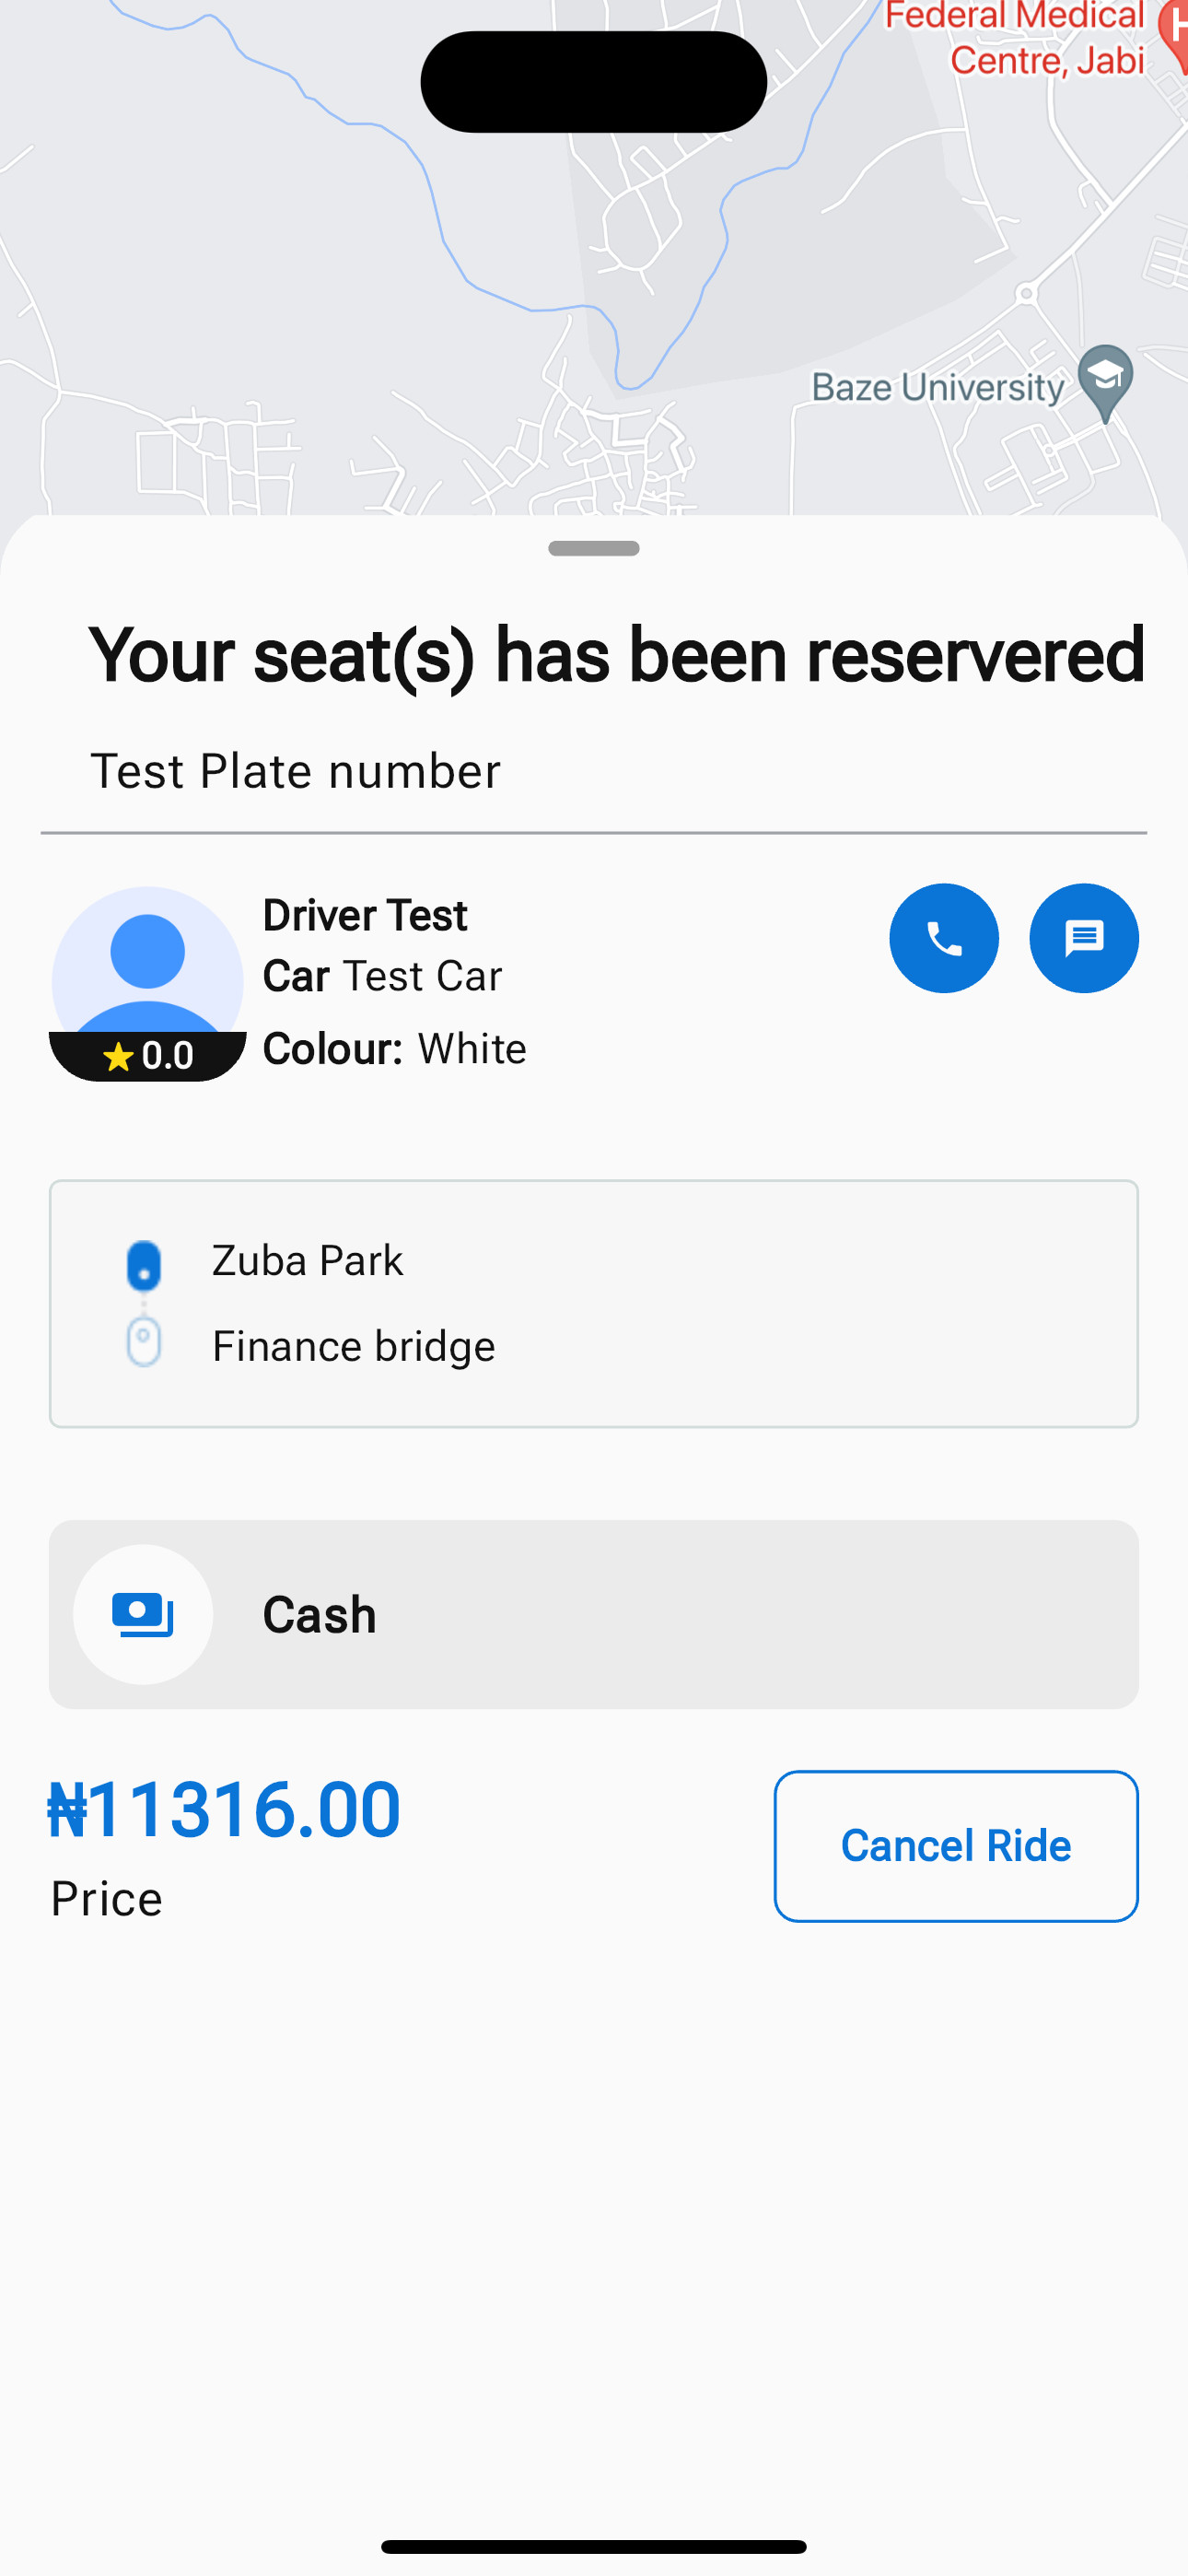 Federal Medical
Centre, Jabi
H
Baze University
Your seat(s) has been reservered
Test Plate number
Driver Test
Car Test Car
0.0
Colour: White
Zuba Park
Finance bridge
Cash
₦11316.00
Cancel Ride
Price